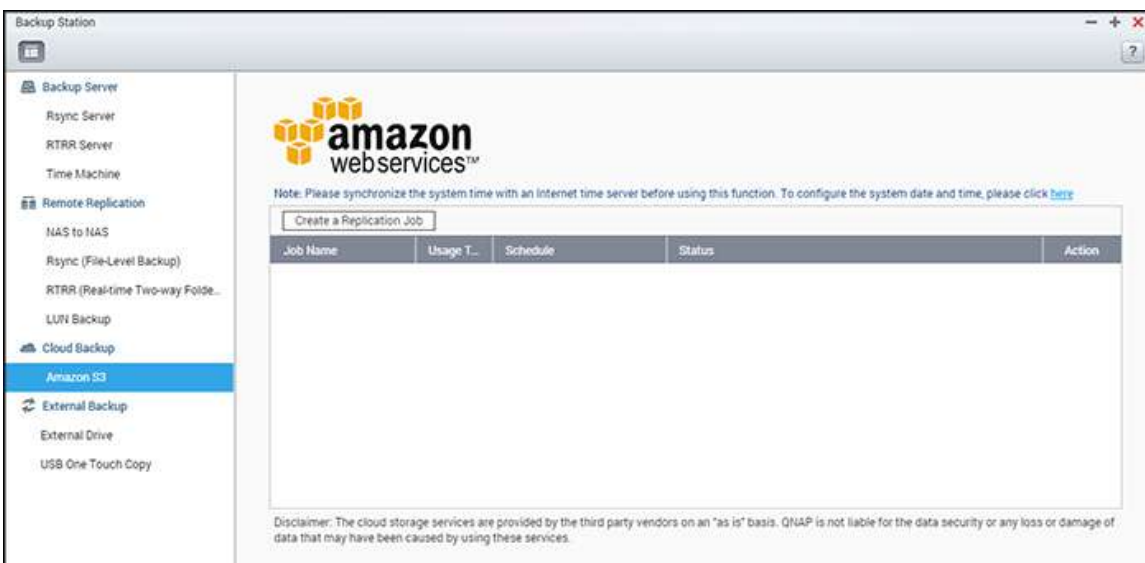 Backup Station
Backup Server
Rsync Server
RTRR Server
Time Machine
Remote Replication
NAS to NAS
Rsync (File-Level Backup)
RTRR (Real-time Two-way Folde...
LUN Backup
Cloud Backup
Amazon S3
External Backup
External Drive
USB One Touch Copy
?
amazon
webservices™
Note: Please synchronize the system time with an Internet time server before using this function. To configure the system date and time, please click here
Create a Replication Job
Job Name Usage T... Schedule Status Action
Disclaimer: The cloud storage services are provided by the third party vendors on an "as is" basis. QNAP is not liable for the data security or any loss or damage of
data that may have been caused by using these services.